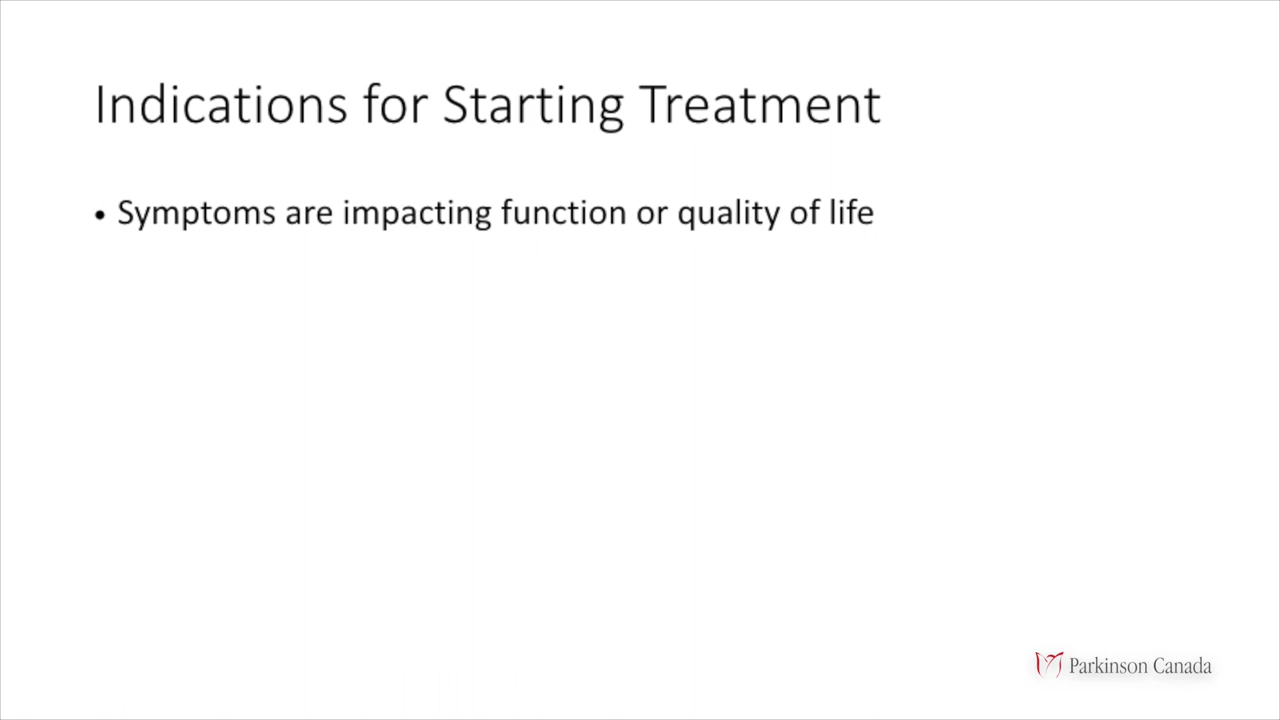 Indications for Starting Treatment
• Symptoms are impacting function or quality of life
Parkinson Canada